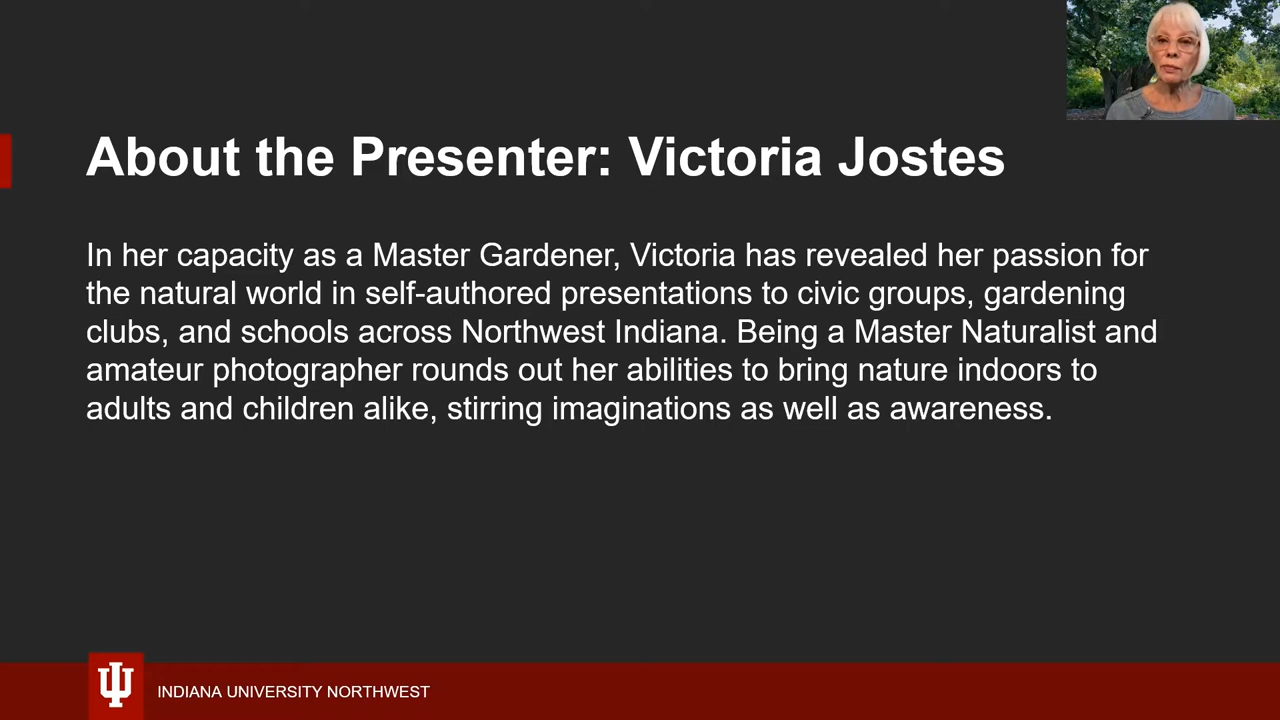 About the Presenter: Victoria Jostes
In her capacity as a Master Gardener, Victoria has revealed her passion for
the natural world in self-authored presentations to civic groups, gardening
clubs, and schools across Northwest Indiana. Being a Master Naturalist and
amateur photographer rounds out her abilities to bring nature indoors to
adults and children alike, stirring imaginations as well as awareness.
INDIANA UNIVERSITY NORTHWEST